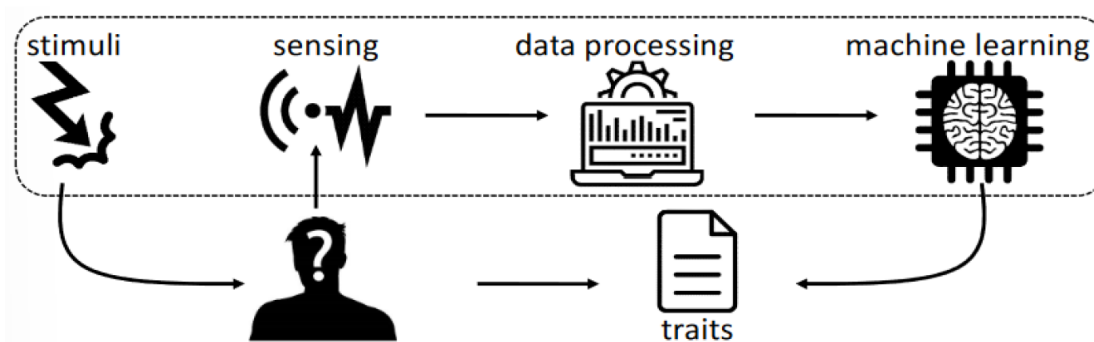 stimuli
sensing
data processing
machine learning
?
traits